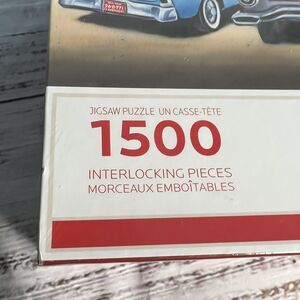 JIGSAW PUZZLE UN CASSE-TÊTE
1500
INTERLOCKING PIECES
MORCEAUX EMBOÎTABLES